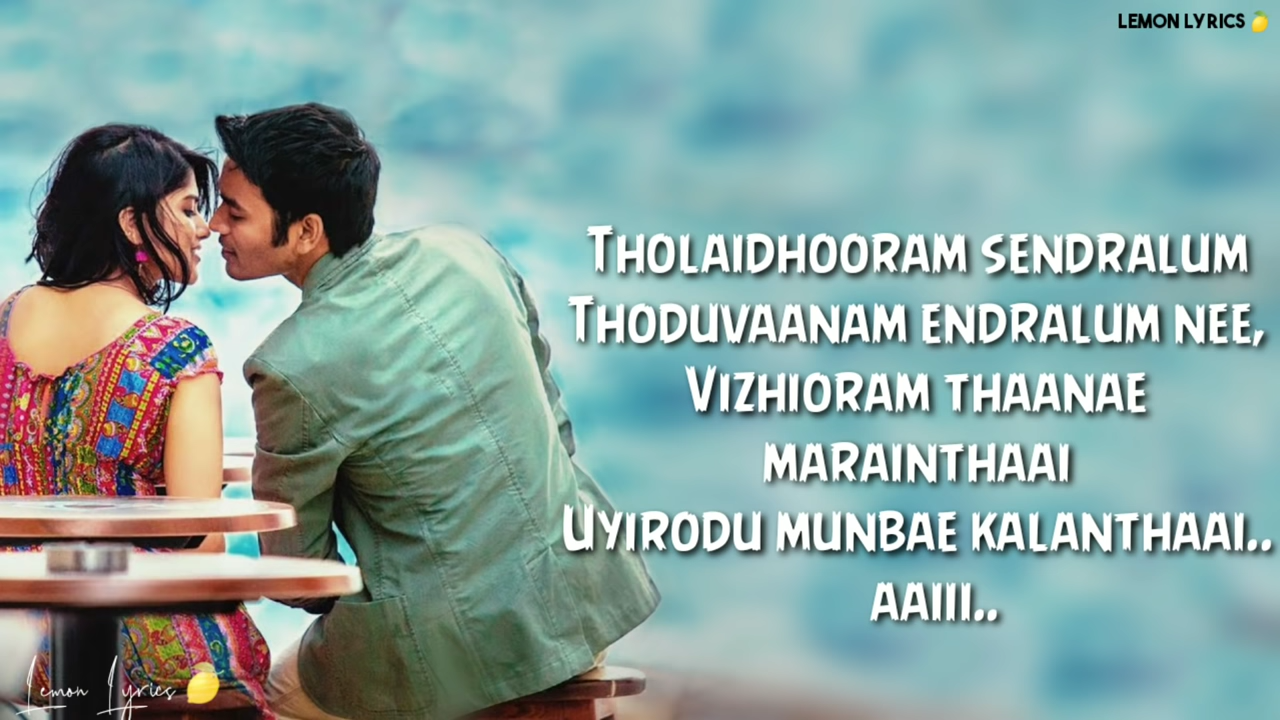 LEMON LYRICS 🍋
THOLAIDHOORAM SENDRALUM
THODUVAANAM ENDRALUM NEE,
VIZHIORAM THAANAE
MARAINTHAAI
UYIRODU MUNBAE KALANTHAAI..
AAIII..
Lemon Lyrics 🍋